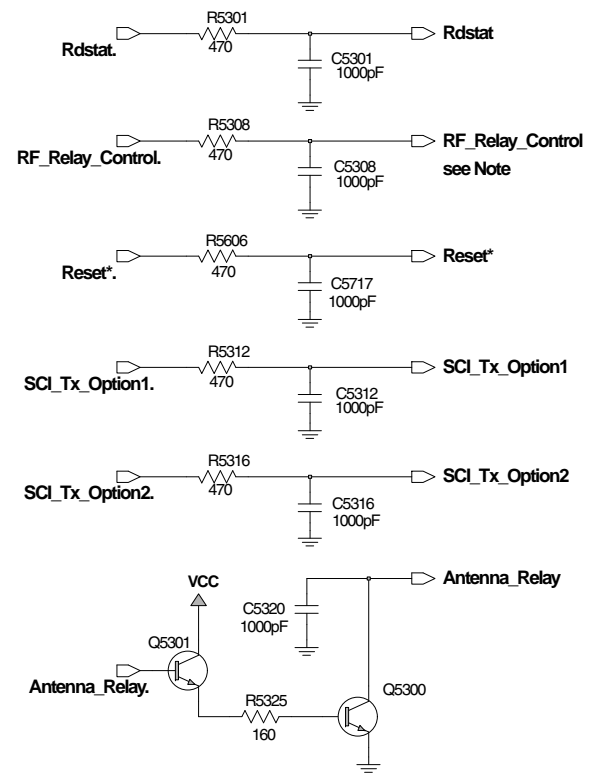 R5301
Rdstat.
470
Rdstat
C5301
1000pF
R5308
RF_Relay_Control.
470
RF_Relay_Control
see Note
C5308
1000pF
R5606
Reset*.
470
Reset*
C5717
1000pF
R5312
SCI_Tx_Option1.
470
SCI_Tx_Option1
C5312
1000pF
R5316
SCI_Tx_Option2.
470
SCI_Tx_Option2
C5316
1000pF
VCC
Antenna_Relay
C5320
1000pF
Q5301
Antenna_Relay.
R5325
160
Q5300